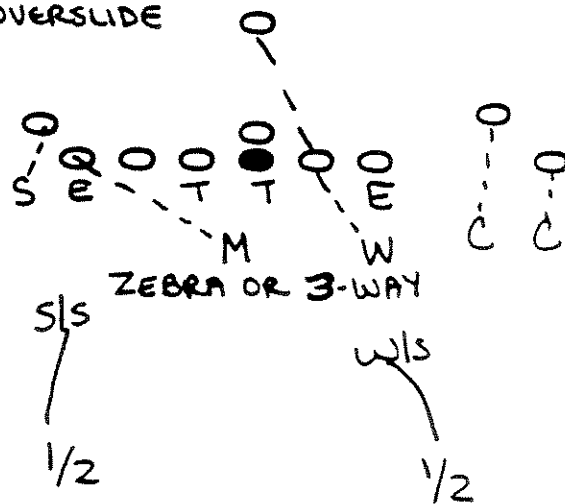 OVERSLIDE
S E T T E C C
M W
ZEBRA OR 3-WAY
S/S
W/S
1/2
1/2